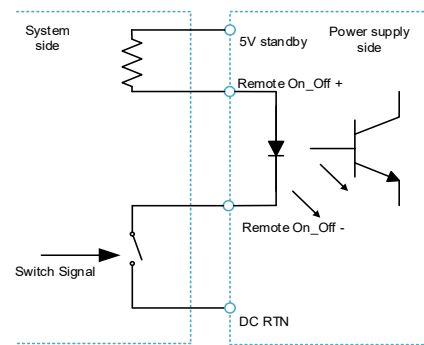 System
side
5V standby
Power supply
side
Remote On_Off +
Remote On_Off -
Switch Signal
DC RTN